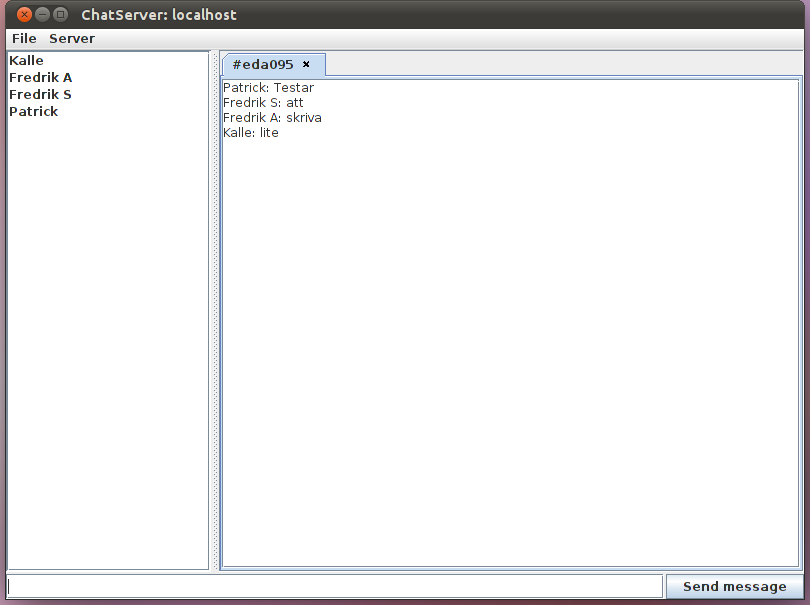 ChatServer: localhost
File Server
Kalle
Fredrik A
Fredrik S
Patrick
#eda095
Patrick: Testar
Fredrik S: att
Fredrik A: skriva
Kalle: lite
Send message